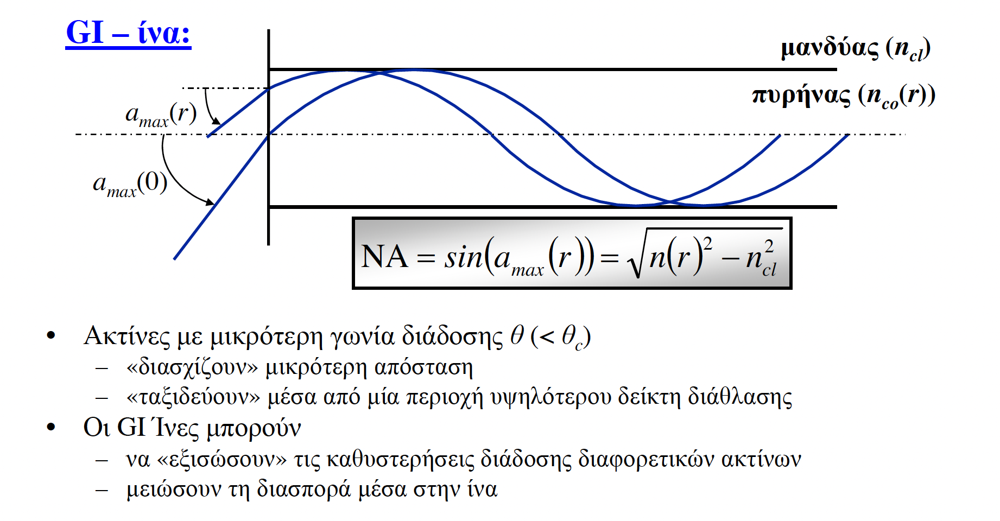 GI – ίνα:
μανδύας (n_cl)
πυρήνας (n_co(r))
a_max(r)
a_max(0)
NA = sin(a_max(r)) = √(n(r)² − n_cl²)
• Ακτίνες με μικρότερη γωνία διάδοσης θ (< θ_c)
– «διασχίζουν» μικρότερη απόσταση
– «ταξιδεύουν» μέσα από μία περιοχή υψηλότερου δείκτη διάθλασης
• Οι GI Ίνες μπορούν
– να «εξισώσουν» τις καθυστερήσεις διάδοσης διαφορετικών ακτίνων
– μειώσουν τη διασπορά μέσα στην ίνα